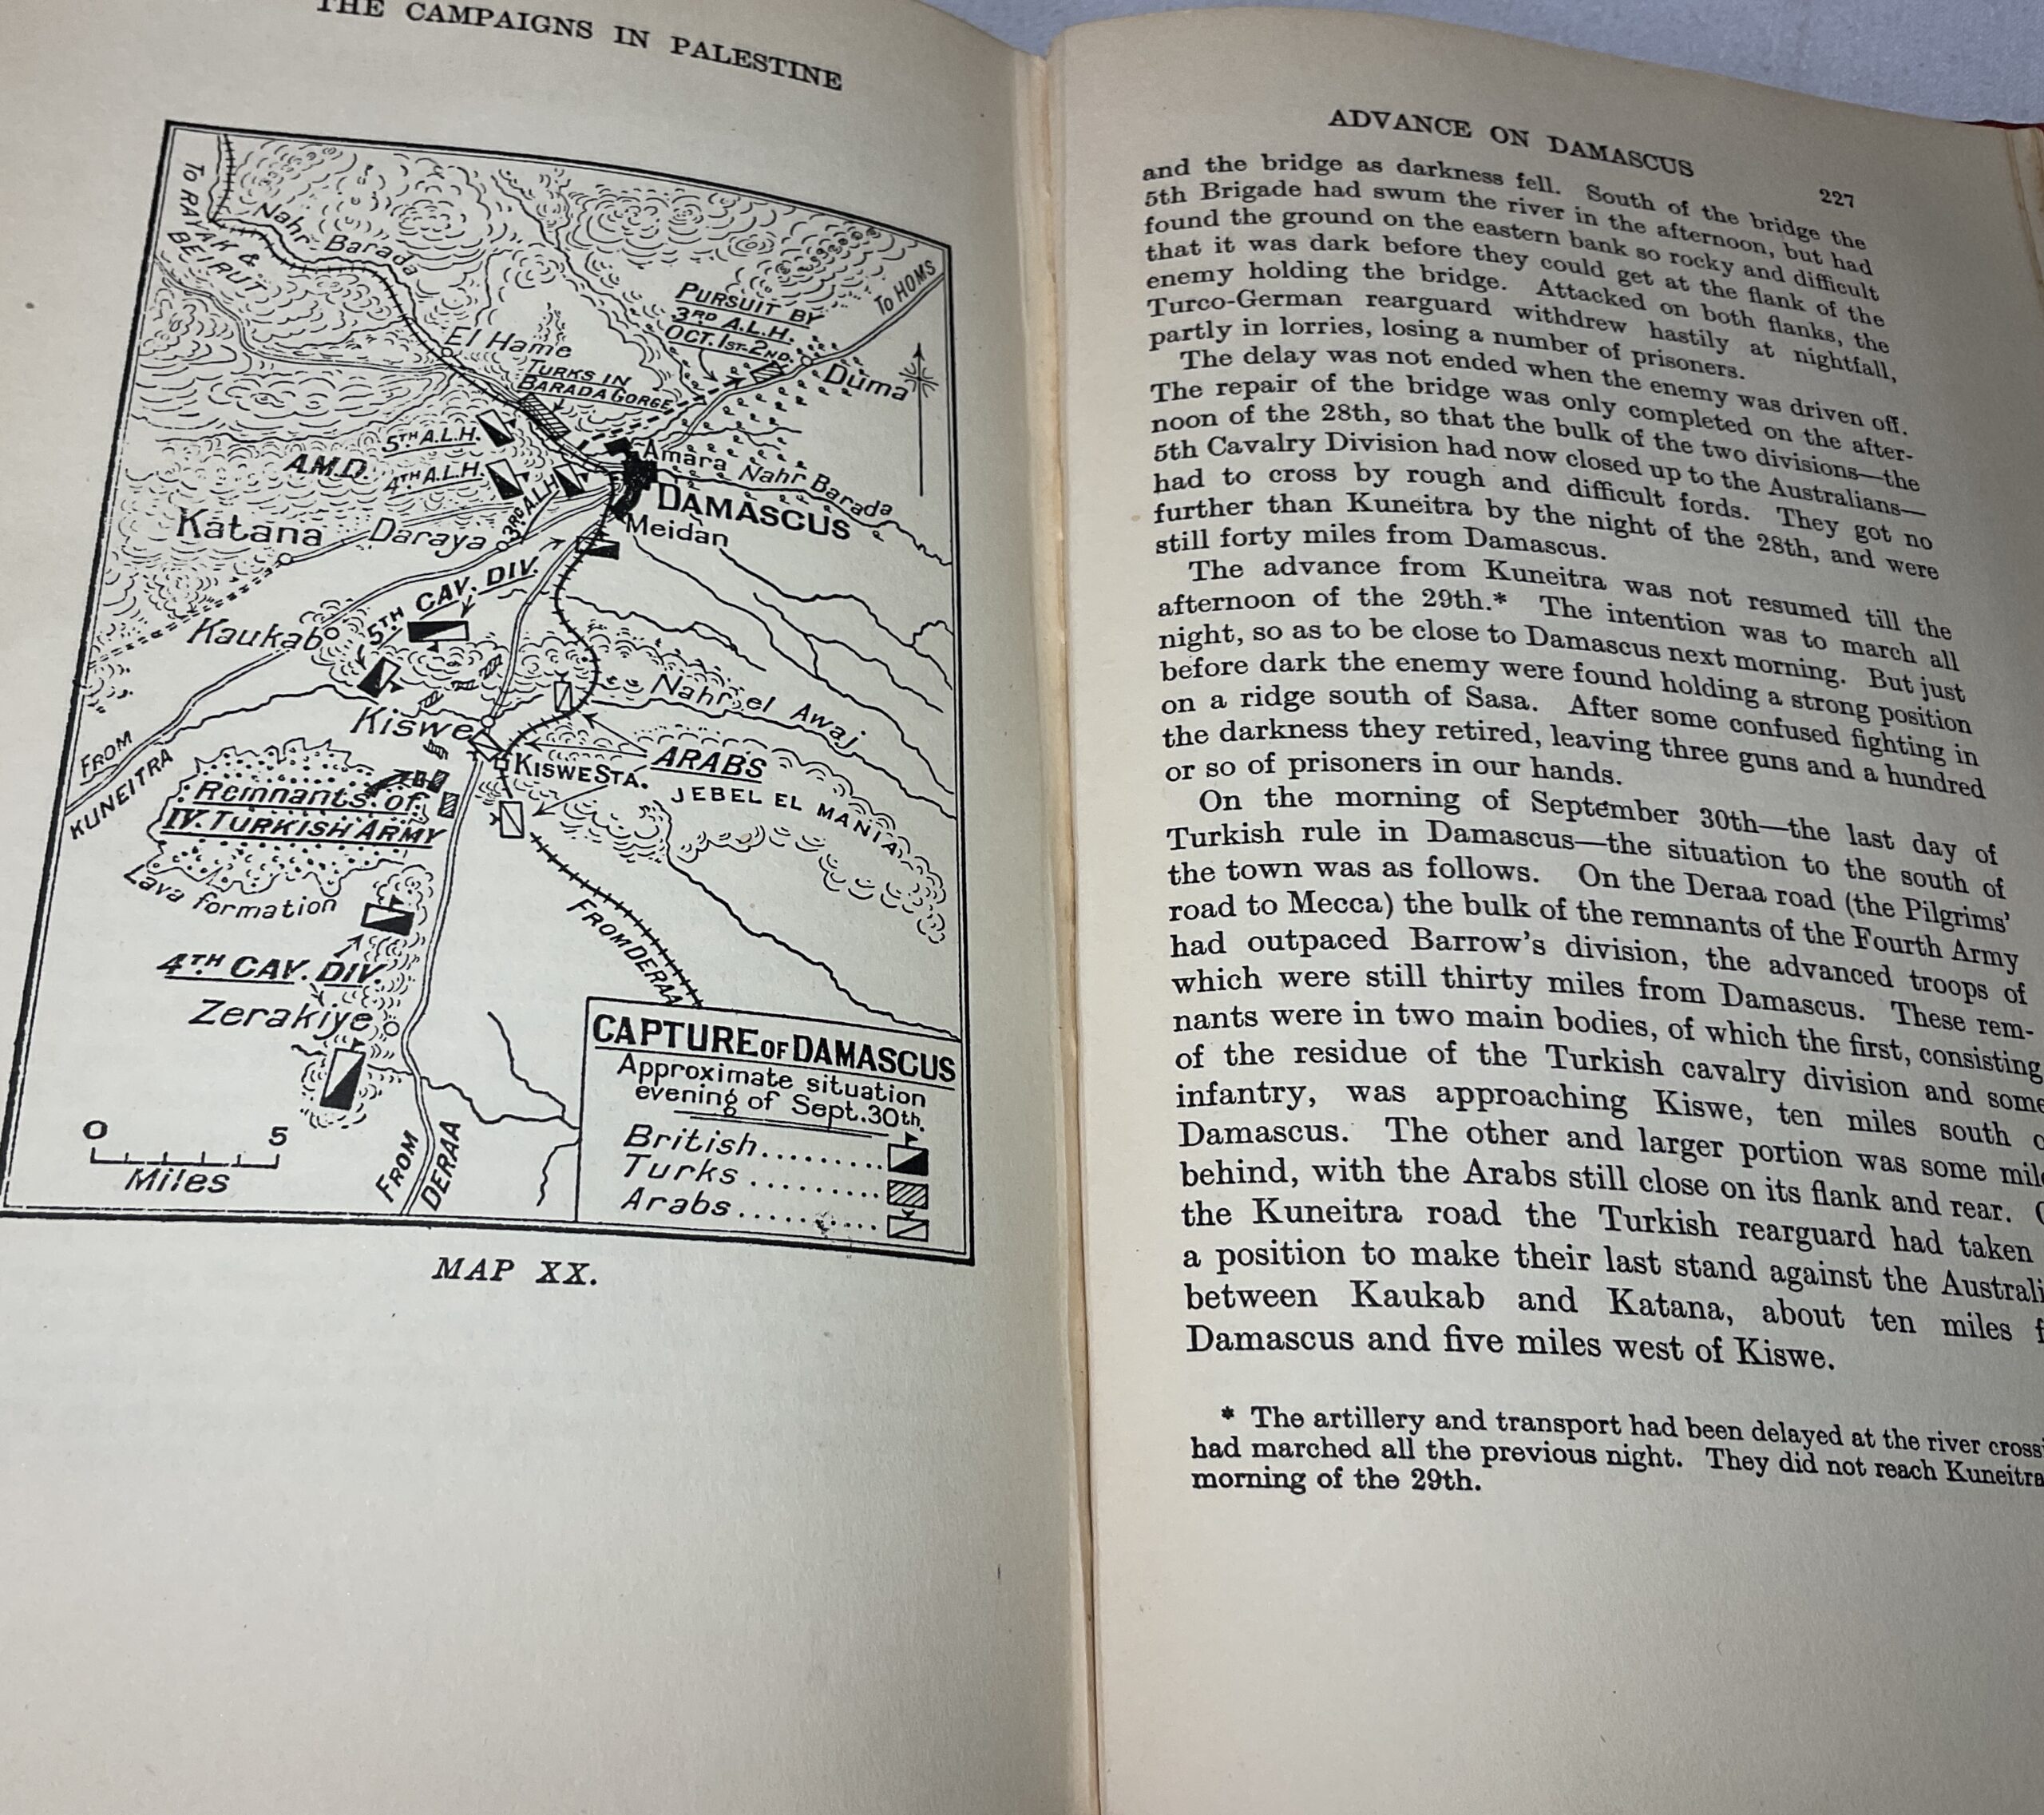 THE CAMPAIGNS IN PALESTINE
To RAYAK &
BEIRUT
Nahr Barada
El Hame
TURKS IN
BARADA GORGE
PURSUIT BY
3RD A.L.H.
OCT. 1ST-2ND.
To HOMS
Duma
5TH A.L.H.
A.M.D.
4TH A.L.H.
3RD ALH
Amara
Nahr Barada
DAMASCUS
Meidan
Katana
Daraya
5TH CAV. DIV.
Kaukab
Nahr el Awaj
Kiswe
FROM
KUNEITRA
KISWE STA.
ARABS
JEBEL EL MANIA
Remnants of
IV. TURKISH ARMY
Lava formation
FROM DERAA
4TH CAV. DIV.
Zerakiye
0 5
Miles
FROM
DERAA
CAPTURE OF DAMASCUS
Approximate situation
evening of Sept. 30th.
British..........
Turks..........
Arabs..........
MAP XX.
ADVANCE ON DAMASCUS
227
and the bridge as darkness fell. South of the bridge the
5th Brigade had swum the river in the afternoon, but had
found the ground on the eastern bank so rocky and difficult
that it was dark before they could get at the flank of the
enemy holding the bridge. Attacked on both flanks, the
Turco-German rearguard withdrew hastily at nightfall,
partly in lorries, losing a number of prisoners.
The delay was not ended when the enemy was driven off.
The repair of the bridge was only completed on the after-
noon of the 28th, so that the bulk of the two divisions—the
5th Cavalry Division had now closed up to the Australians—
had to cross by rough and difficult fords. They got no
further than Kuneitra by the night of the 28th, and were
still forty miles from Damascus.
The advance from Kuneitra was not resumed till the
afternoon of the 29th.* The intention was to march all
night, so as to be close to Damascus next morning. But just
before dark the enemy were found holding a strong position
on a ridge south of Sasa. After some confused fighting in
the darkness they retired, leaving three guns and a hundred
or so of prisoners in our hands.
On the morning of September 30th—the last day of
Turkish rule in Damascus—the situation to the south of
the town was as follows. On the Deraa road (the Pilgrims'
road to Mecca) the bulk of the remnants of the Fourth Army
had outpaced Barrow's division, the advanced troops of
which were still thirty miles from Damascus. These rem-
nants were in two main bodies, of which the first, consisting
of the residue of the Turkish cavalry division and some
infantry, was approaching Kiswe, ten miles south
Damascus. The other and larger portion was some
behind, with the Arabs still close on its flank and rear.
the Kuneitra road the Turkish rearguard had taken
a position to make their last stand against the
between Kaukab and Katana, about ten miles
Damascus and five miles west of Kiswe.
* The artillery and transport had been delayed at the river
had marched all the previous night. They did not reach Kuneitra
morning of the 29th.